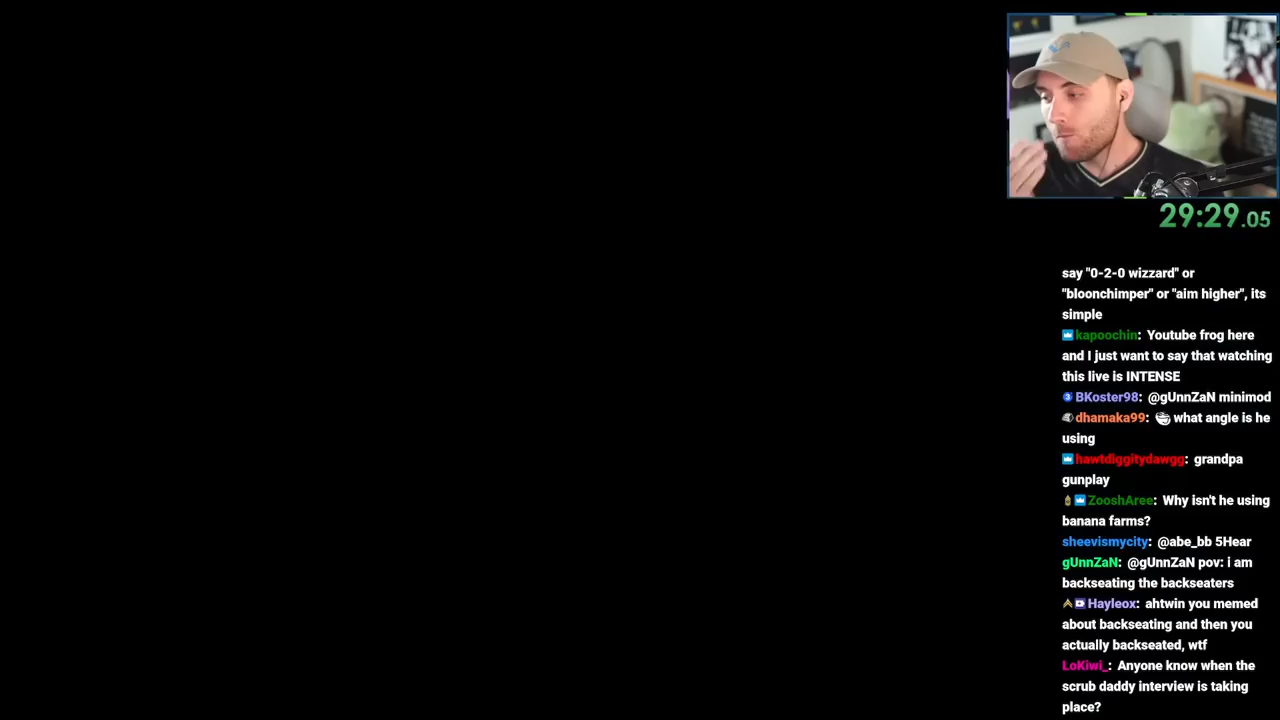 29:29.05
say "0-2-0 wizzard" or
"bloonchimper" or "aim higher", its
simple
kapoochin: Youtube frog here
and I just want to say that watching
this live is INTENSE
BKoster98: @gUnnZaN minimod
dhamaka99: what angle is he
using
hawtdiggitydawgg: grandpa
gunplay
ZooshAree: Why isn't he using
banana farms?
sheevismycity: @abe_bb 5Hear
gUnnZaN: @gUnnZaN pov: i am
backseating the backseaters
Hayleox: ahtwin you memed
about backseating and then you
actually backseated, wtf
LoKiwi_: Anyone know when the
scrub daddy interview is taking
place?